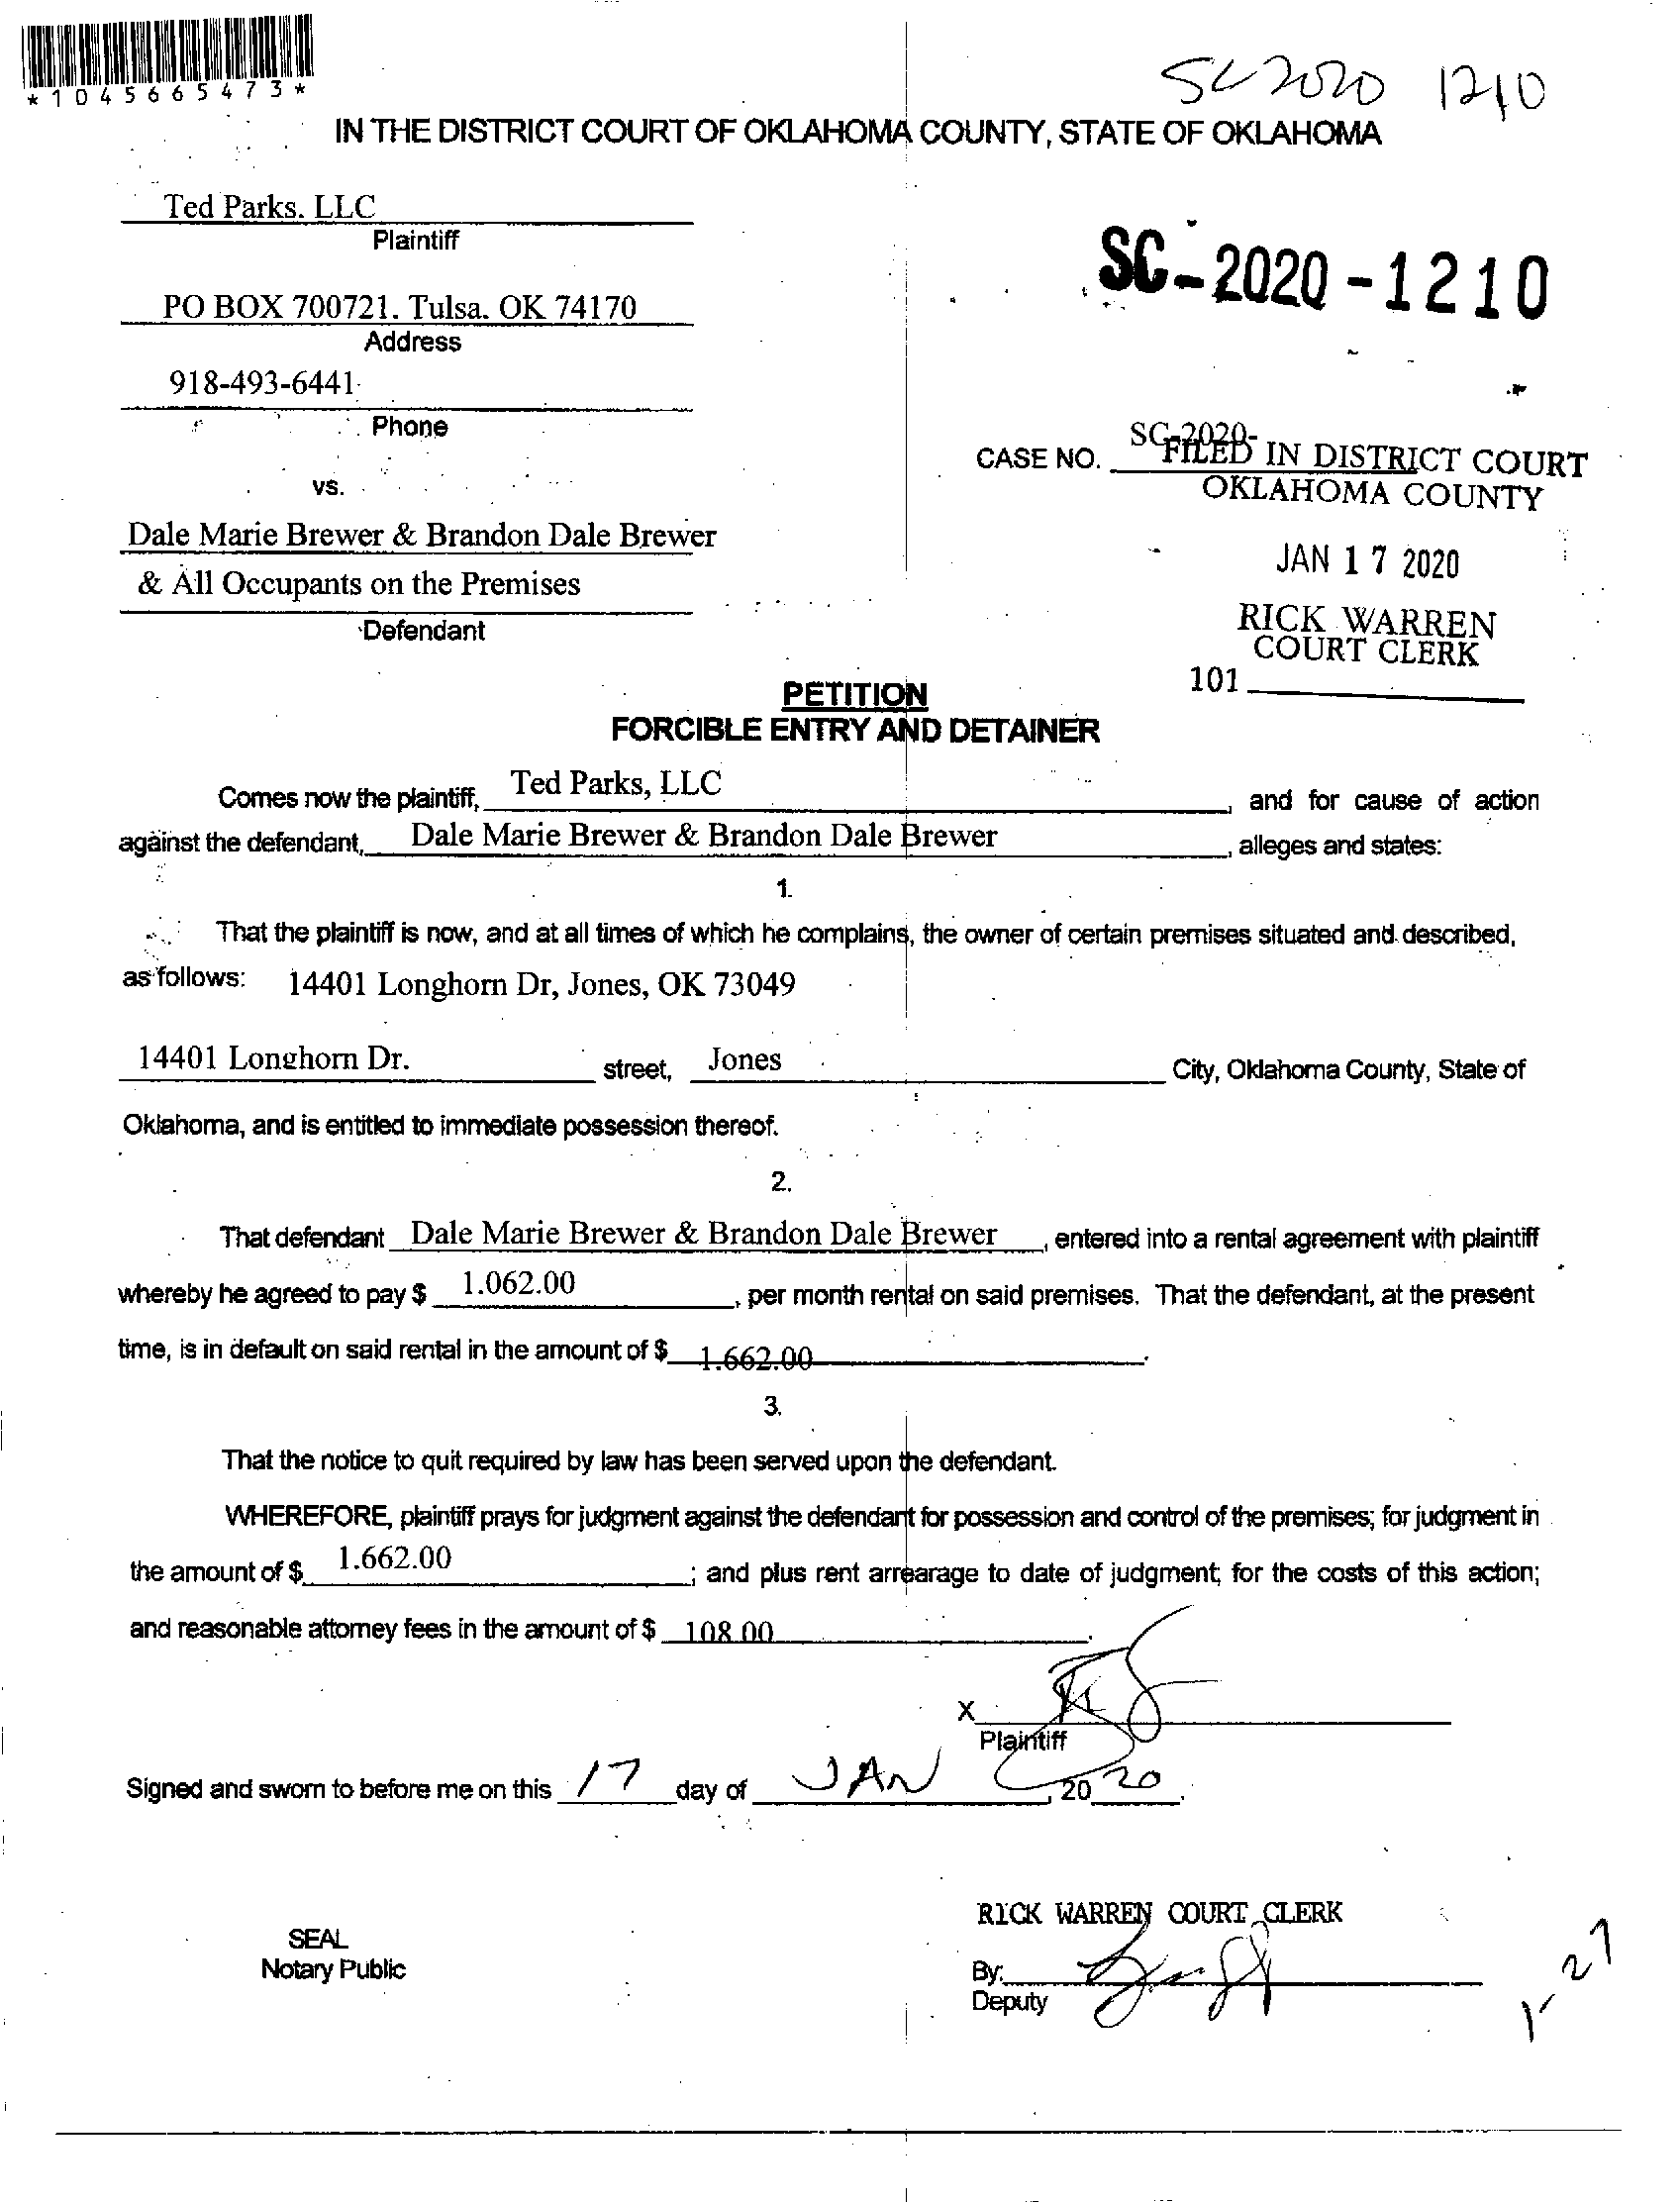 *1045665473*
SC2020 1210
IN THE DISTRICT COURT OF OKLAHOMA COUNTY, STATE OF OKLAHOMA
Ted Parks. LLC
Plaintiff
SC-2020-1210
PO BOX 700721. Tulsa. OK 74170
Address
918-493-6441
Phone
CASE NO. SC-2020-
FILED IN DISTRICT COURT
OKLAHOMA COUNTY
vs.
Dale Marie Brewer & Brandon Dale Brewer
JAN 17 2020
& All Occupants on the Premises
Defendant
RICK WARREN
COURT CLERK
101
PETITION
FORCIBLE ENTRY AND DETAINER
Comes now the plaintiff, Ted Parks, LLC, and for cause of action
against the defendant, Dale Marie Brewer & Brandon Dale Brewer, alleges and states:
1.
That the plaintiff is now, and at all times of which he complains, the owner of certain premises situated and described,
as follows: 14401 Longhorn Dr, Jones, OK 73049
14401 Longhorn Dr. street, Jones City, Oklahoma County, State of
Oklahoma, and is entitled to immediate possession thereof.
2.
That defendant Dale Marie Brewer & Brandon Dale Brewer, entered into a rental agreement with plaintiff
whereby he agreed to pay $ 1.062.00, per month rental on said premises. That the defendant, at the present
time, is in default on said rental in the amount of $ 1.662.00.
3.
That the notice to quit required by law has been served upon the defendant.
WHEREFORE, plaintiff prays for judgment against the defendant for possession and control of the premises; for judgment in
the amount of $ 1.662.00; and plus rent arrearage to date of judgment; for the costs of this action;
and reasonable attorney fees in the amount of $ 108.00.
X
Plaintiff
Signed and sworn to before me on this 17 day of JAN, 20 20.
RICK WARREN COURT CLERK
SEAL
Notary Public
By:
Deputy
1-27